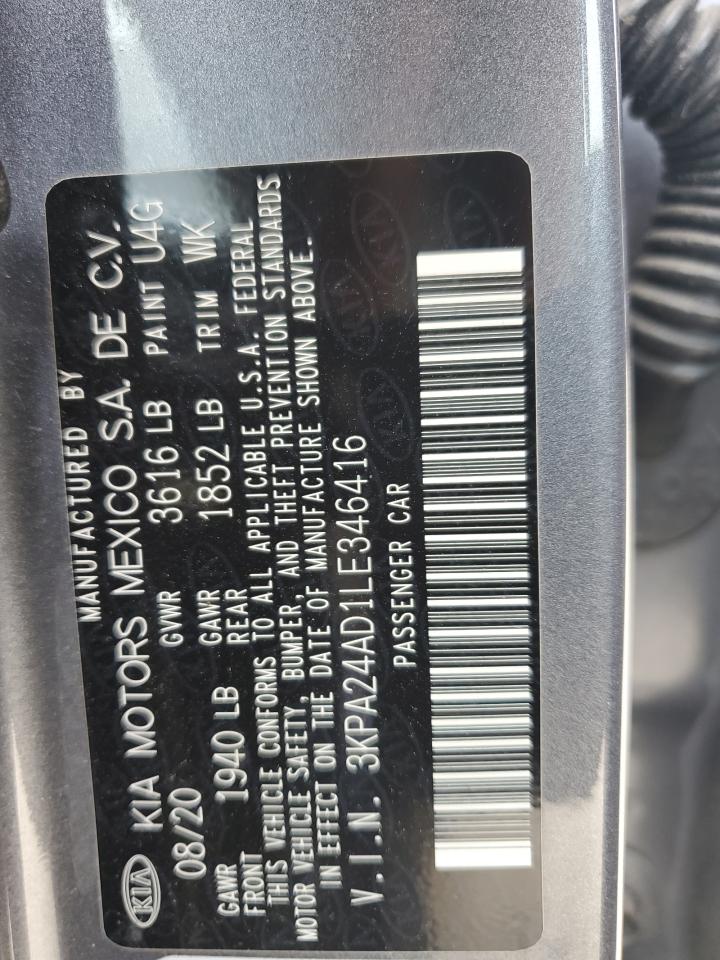 MANUFACTURED BY
KIA KIA MOTORS MEXICO S.A. DE C.V.
08/20 GVWR 3616 LB PAINT U4G
GAWR FRONT 1940 LB GAWR REAR 1852 LB TRIM WK
THIS VEHICLE CONFORMS TO ALL APPLICABLE U.S.A. FEDERAL
MOTOR VEHICLE SAFETY, BUMPER, AND THEFT PREVENTION STANDARDS
IN EFFECT ON THE DATE OF MANUFACTURE SHOWN ABOVE.
V.I.N. 3KPA24AD1LE346416
PASSENGER CAR